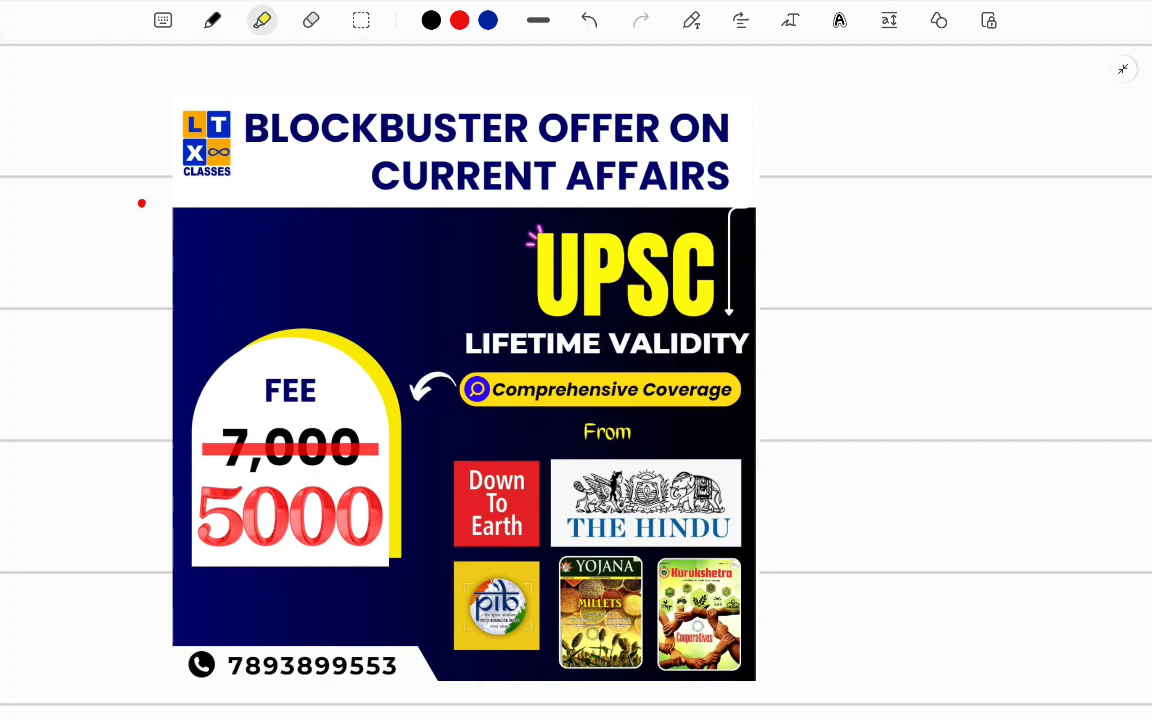 L T
X ∞
CLASSES
BLOCKBUSTER OFFER ON
CURRENT AFFAIRS
UPSC
LIFETIME VALIDITY
Comprehensive Coverage
From
FEE
7,000
5000
Down
To
Earth
THE HINDU
pib
YOJANA
MILLETS
Kurukshetra
Cooperatives
7893899553